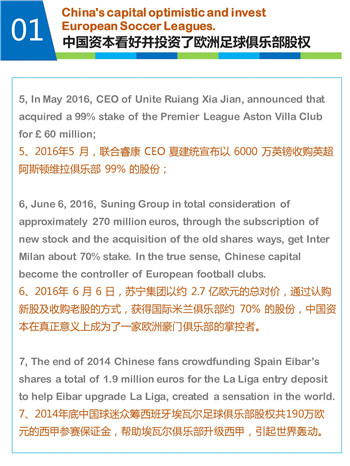 01
China's capital optimistic and invest
European Soccer Leagues.
中国资本看好并投资了欧洲足球俱乐部股权
5, In May 2016, CEO of Unite Ruiang Xia Jian, announced that
acquired a 99% stake of the Premier League Aston Villa Club
for £ 60 million;
5、2016年5 月，联合睿康 CEO 夏建统宣布以 6000 万英镑收购英超
阿斯顿维拉俱乐部 99% 的股份；
6, June 6, 2016, Suning Group in total consideration of
approximately 270 million euros, through the subscription of
new stock and the acquisition of the old shares ways, get Inter
Milan about 70% stake. In the true sense, Chinese capital
become the controller of European football clubs.
6、2016年 6 月 6 日，苏宁集团以约 2.7 亿欧元的总对价，通过认购
新股及收购老股的方式，获得国际米兰俱乐部约 70% 的股份，中国资
本在真正意义上成为了一家欧洲豪门俱乐部的掌控者。
7, The end of 2014 Chinese fans crowdfunding Spain Eibar's
shares a total of 1.9 million euros for the La Liga entry deposit
to help Eibar upgrade La Liga, created a sensation in the world.
7、2014年底中国球迷众筹西班牙埃瓦尔足球俱乐部股权共190万欧
元的西甲参赛保证金，帮助埃瓦尔俱乐部升级西甲，引起世界轰动。